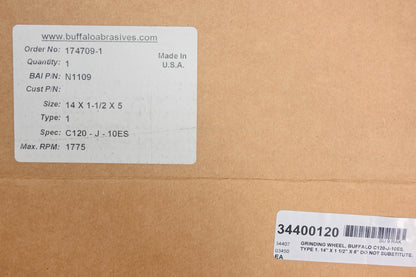 www.buffaloabrasives.com
Order No: 174709-1
Made in
U.S.A.
Quantity: 1
BAI P/N: N1109
Cust P/N:
Size: 14 X 1-1/2 X 5
Type: 1
Spec: C120 - J - 10ES
Max. RPM: 1775
34400120
34407
GRINDING WHEEL, BUFFALO C120-J-10ES
TYPE 1. 14" X 1 1/2" X 5" DO NOT SUBSTITUTE
EA